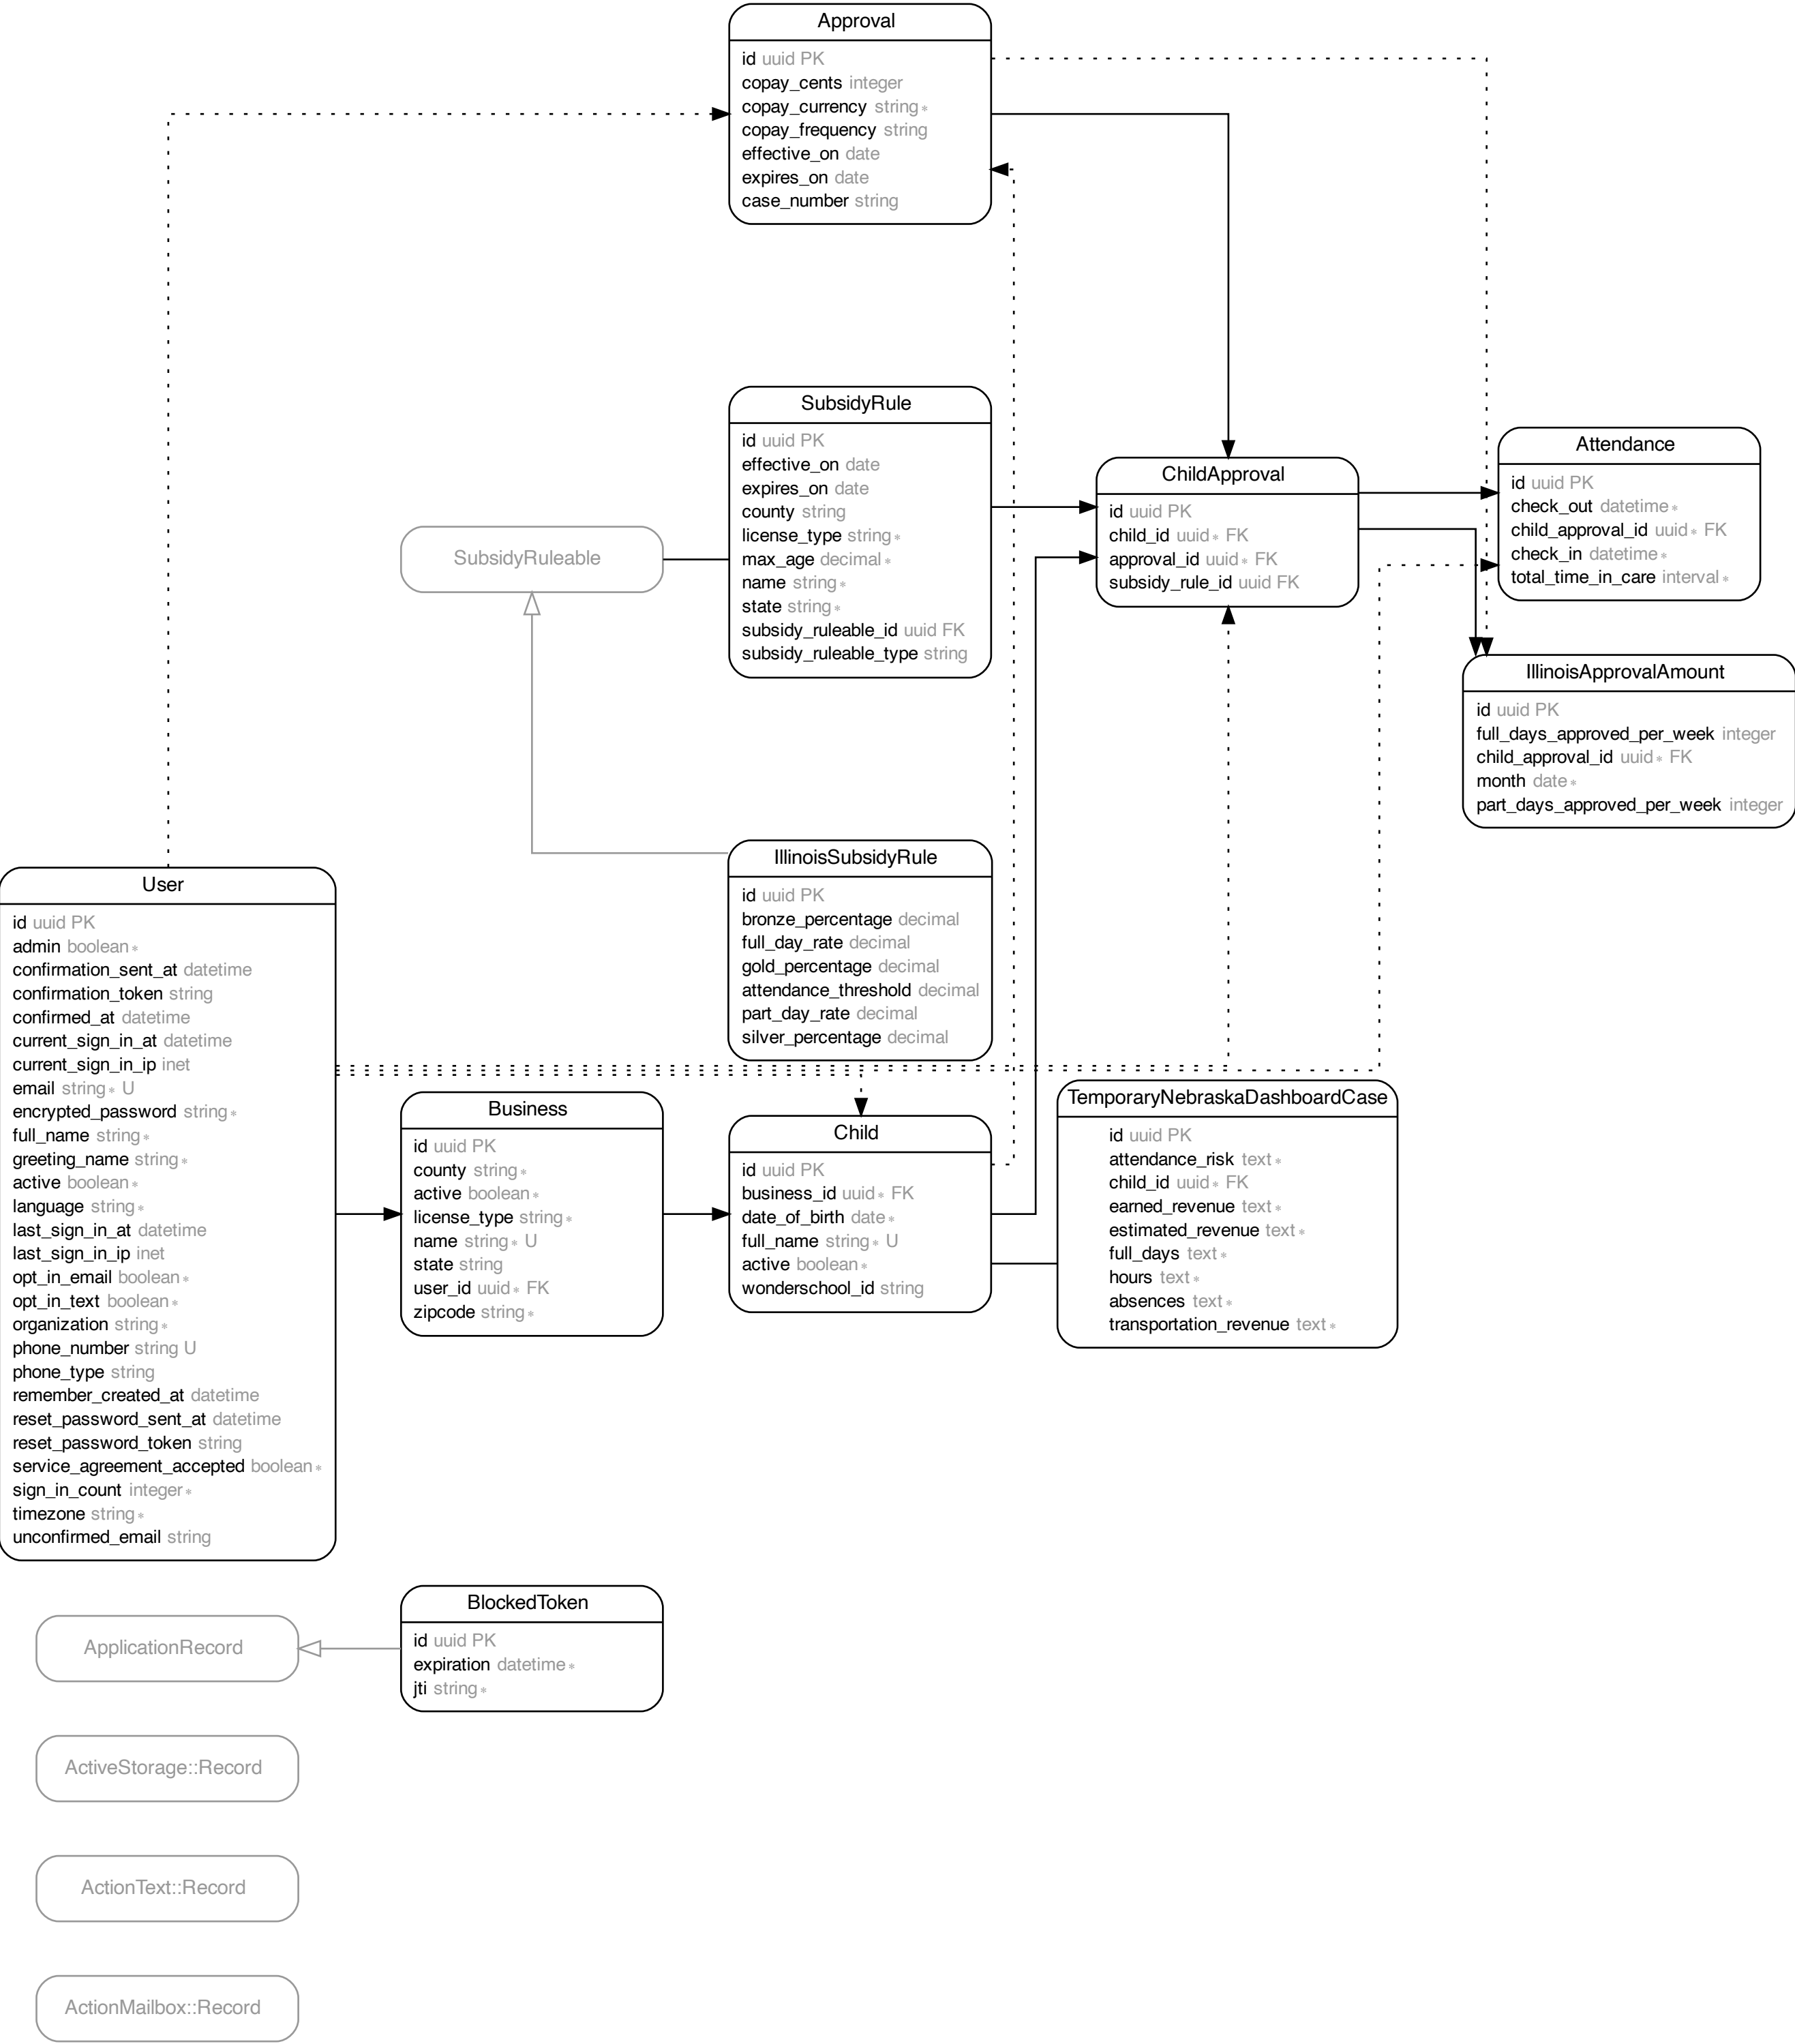 Approval
id uuid PK
copay_cents integer
copay_currency string ∗
copay_frequency string
effective_on date
expires_on date
case_number string
SubsidyRule
id uuid PK
effective_on date
expires_on date
county string
license_type string ∗
max_age decimal ∗
name string ∗
state string ∗
subsidy_ruleable_id uuid FK
subsidy_ruleable_type string
SubsidyRuleable
ChildApproval
id uuid PK
child_id uuid ∗ FK
approval_id uuid ∗ FK
subsidy_rule_id uuid FK
Attendance
id uuid PK
check_out datetime ∗
child_approval_id uuid ∗ FK
check_in datetime ∗
total_time_in_care interval ∗
IllinoisApprovalAmount
id uuid PK
full_days_approved_per_week integer
child_approval_id uuid ∗ FK
month date ∗
part_days_approved_per_week integer
IllinoisSubsidyRule
id uuid PK
bronze_percentage decimal
full_day_rate decimal
gold_percentage decimal
attendance_threshold decimal
part_day_rate decimal
silver_percentage decimal
User
id uuid PK
admin boolean ∗
confirmation_sent_at datetime
confirmation_token string
confirmed_at datetime
current_sign_in_at datetime
current_sign_in_ip inet
email string ∗ U
encrypted_password string ∗
full_name string ∗
greeting_name string ∗
active boolean ∗
language string ∗
last_sign_in_at datetime
last_sign_in_ip inet
opt_in_email boolean ∗
opt_in_text boolean ∗
organization string ∗
phone_number string U
phone_type string
remember_created_at datetime
reset_password_sent_at datetime
reset_password_token string
service_agreement_accepted boolean ∗
sign_in_count integer ∗
timezone string ∗
unconfirmed_email string
Business
id uuid PK
county string ∗
active boolean ∗
license_type string ∗
name string ∗ U
state string
user_id uuid ∗ FK
zipcode string ∗
Child
id uuid PK
business_id uuid ∗ FK
date_of_birth date ∗
full_name string ∗ U
active boolean ∗
wonderschool_id string
TemporaryNebraskaDashboardCase
id uuid PK
attendance_risk text ∗
child_id uuid ∗ FK
earned_revenue text ∗
estimated_revenue text ∗
full_days text ∗
hours text ∗
absences text ∗
transportation_revenue text ∗
BlockedToken
id uuid PK
expiration datetime ∗
jti string ∗
ApplicationRecord
ActiveStorage::Record
ActionText::Record
ActionMailbox::Record